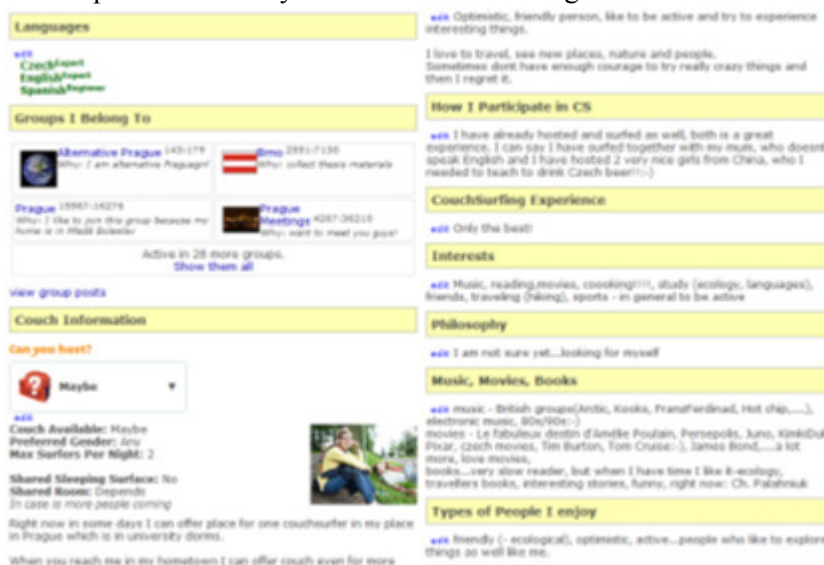 Languages
edit
Czech Expert
English Expert
Spanish Beginner
Groups I Belong To
Alternative Prague 143:179
Why: I am alternative Praguegirl
Brno 2551:7130
Why: collect thesis materials
Prague 15067:16276
Why: I like to join this group because my
home is in Mladá Boleslav
Prague
Meetings 4267:36210
Why: want to meet you guys!
Active in 28 more groups.
Show them all
view group posts
Couch Information
Can you host?
Maybe
edit
Couch Available: Maybe
Preferred Gender: Any
Max Surfers Per Night: 2
Shared Sleeping Surface: No
Shared Room: Depends
In case is more people coming
Right now in some days I can offer place for one couchsurfer in my place
in Prague which is in university dorms.
When you reach me in my hometown I can offer couch even for more
edit Optimistic, friendly person, like to be active and try to experience
interesting things.
I love to travel, see new places, nature and people.
Sometimes dont have enough courage to try really crazy things and
then I regret it.
How I Participate in CS
edit I have already hosted and surfed as well, both is a great
experience. I can say I have surfed together with my mum, who doesnt
speak English and I have hosted 2 very nice girls from China, who I
needed to teach to drink Czech beer!!:-)
CouchSurfing Experience
edit Only the best!
Interests
edit Music, reading,movies, coooking!!!!, study (ecology, languages),
friends, traveling (hiking), sports - in general to be active
Philosophy
edit I am not sure yet...looking for myself
Music, Movies, Books
edit music - British groups(Arctic, Kooks, FranzFerdinad, Hot chip,....),
electronic music, 80s/90s:-)
movies - Le fabuleux destin d'Amélie Poulain, Persepolis, Juno, KimkiDuk
Pixar, czech movies, Tim Burton, Tom Cruise:-), James Bond,....a lot
more, love movies,
books...very slow reader, but when I have time I like it-ecology,
travellers books, interesting stories, funny, right now: Ch. Palahniuk
Types of People I enjoy
edit friendly (- ecological), optimistic, active...people who like to explore
things as well like me.